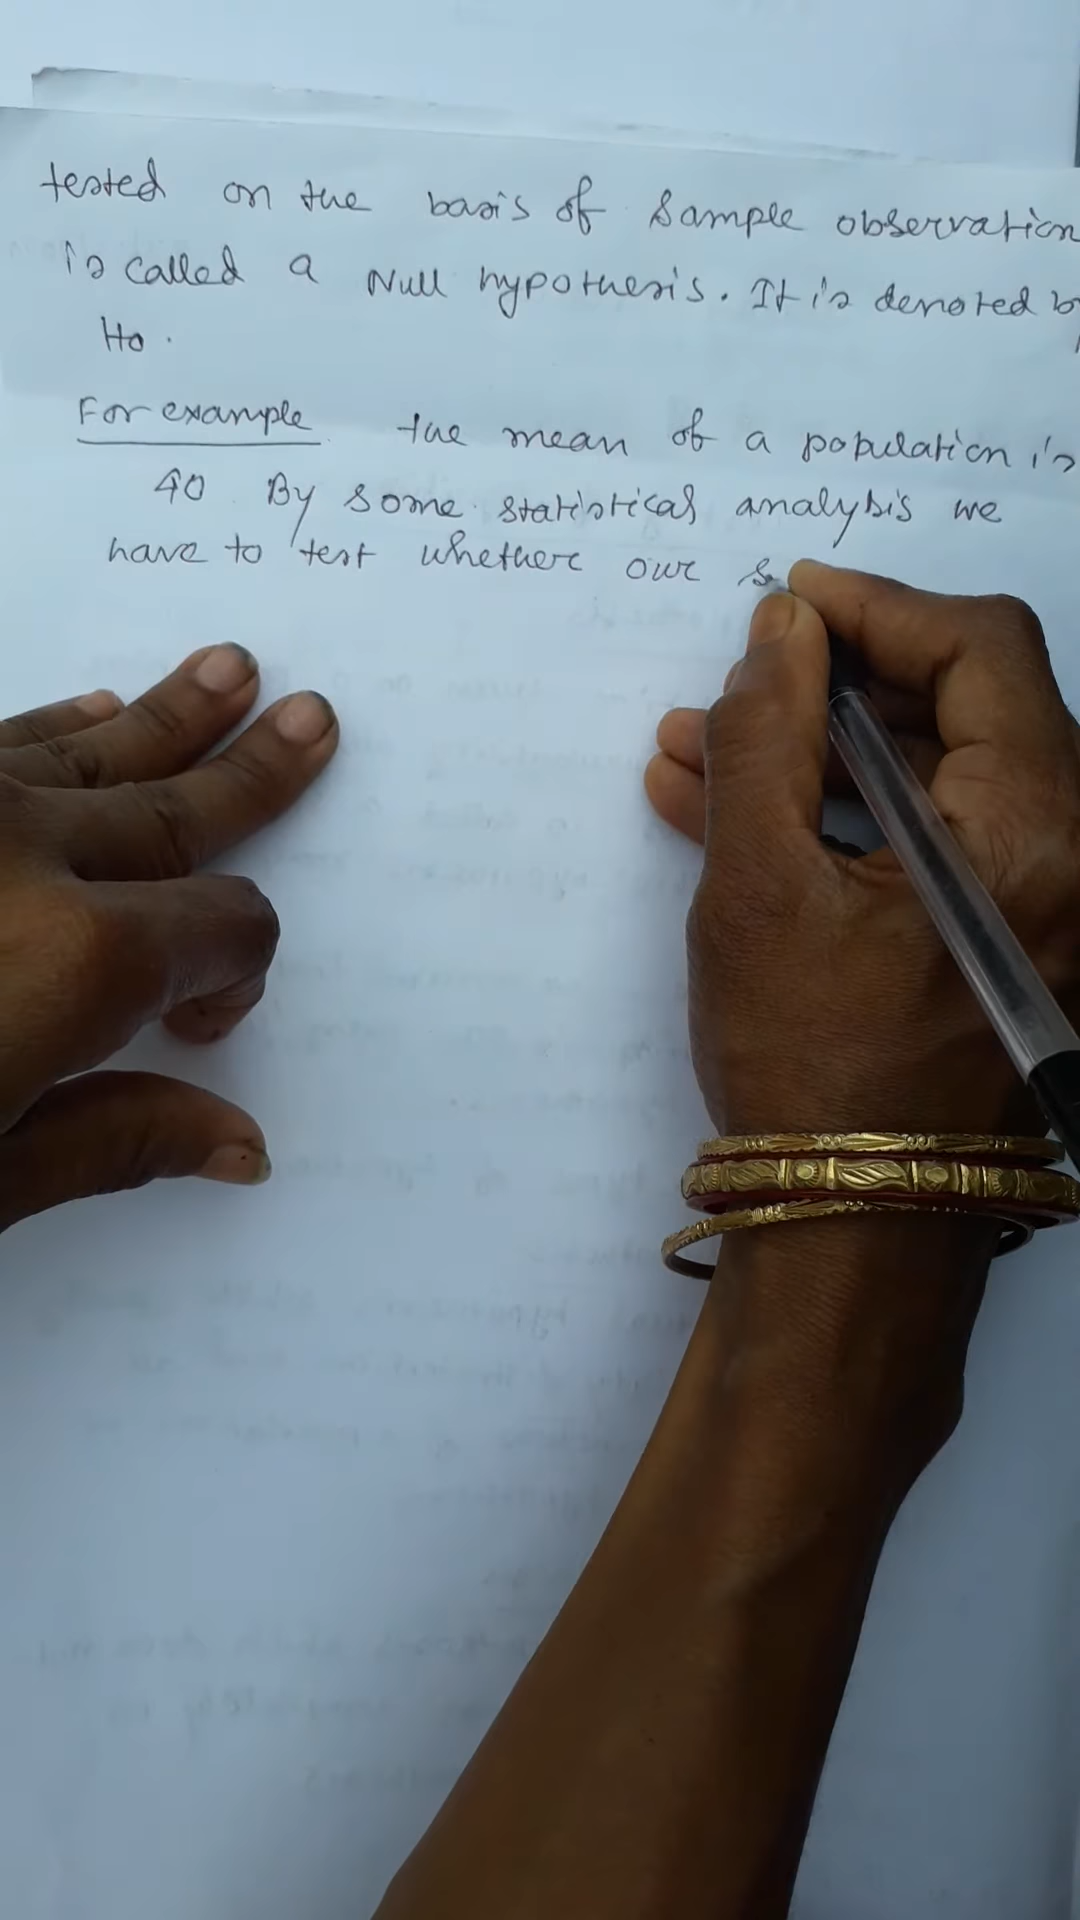 tested on the basis of sample observation
is called a Null hypothesis. It is denoted by
Ho.
For example the mean of a population is
40 By some statistical analysis we
have to test whether our s